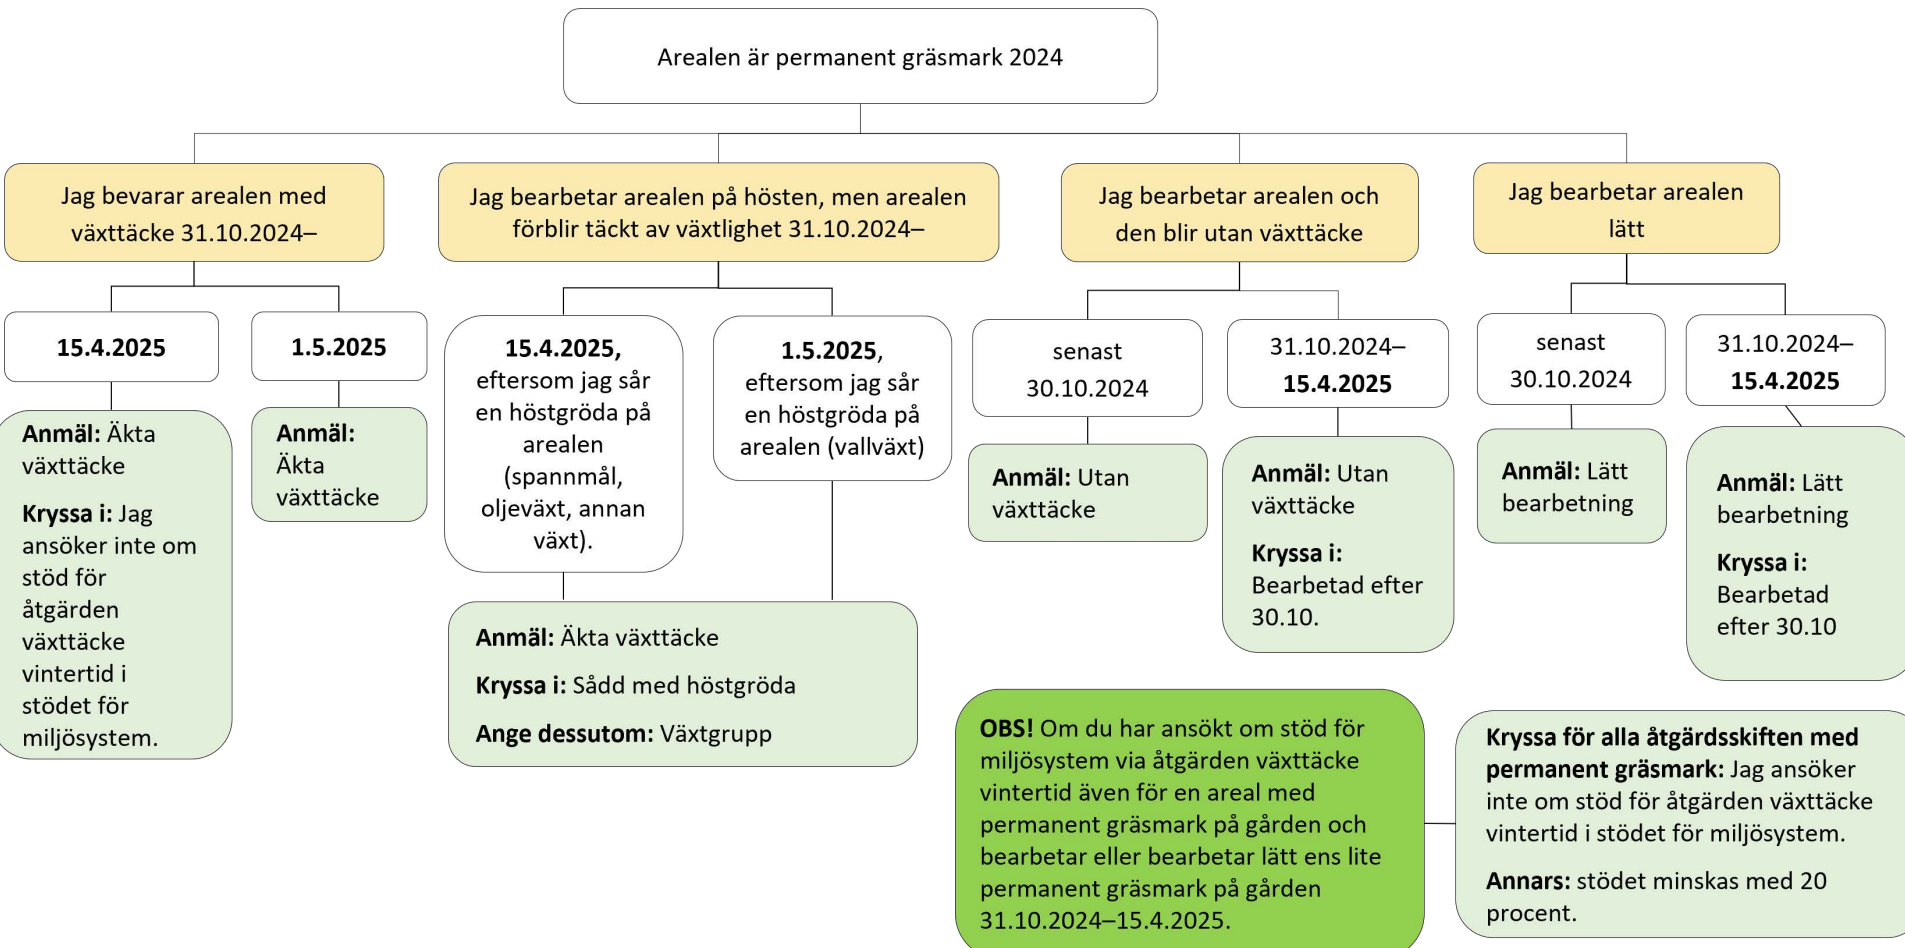 Arealen är permanent gräsmark 2024
Jag bevarar arealen med
växttäcke 31.10.2024–
Jag bearbetar arealen på hösten, men arealen
förblir täckt av växtlighet 31.10.2024–
Jag bearbetar arealen och
den blir utan växttäcke
Jag bearbetar arealen
lätt
15.4.2025
1.5.2025
15.4.2025,
eftersom jag sår
en höstgröda på
arealen
(spannmål,
oljeväxt, annan
växt).
1.5.2025,
eftersom jag sår
en höstgröda på
arealen (vallväxt)
senast
30.10.2024
31.10.2024–
15.4.2025
senast
30.10.2024
31.10.2024–
15.4.2025
Anmäl: Äkta
växttäcke
Kryssa i: Jag
ansöker inte om
stöd för
åtgärden
växttäcke
vintertid i
stödet för
miljösystem.
Anmäl:
Äkta
växttäcke
Anmäl: Äkta växttäcke
Kryssa i: Sådd med höstgröda
Ange dessutom: Växtgrupp
Anmäl: Utan
växttäcke
Anmäl: Utan
växttäcke
Kryssa i:
Bearbetad efter
30.10.
Anmäl: Lätt
bearbetning
Anmäl: Lätt
bearbetning
Kryssa i:
Bearbetad
efter 30.10
OBS! Om du har ansökt om stöd för
miljösystem via åtgärden växttäcke
vintertid även för en areal med
permanent gräsmark på gården och
bearbetar eller bearbetar lätt ens lite
permanent gräsmark på gården
31.10.2024–15.4.2025.
Kryssa för alla åtgärdsskiften med
permanent gräsmark: Jag ansöker
inte om stöd för åtgärden växttäcke
vintertid i stödet för miljösystem.
Annars: stödet minskas med 20
procent.